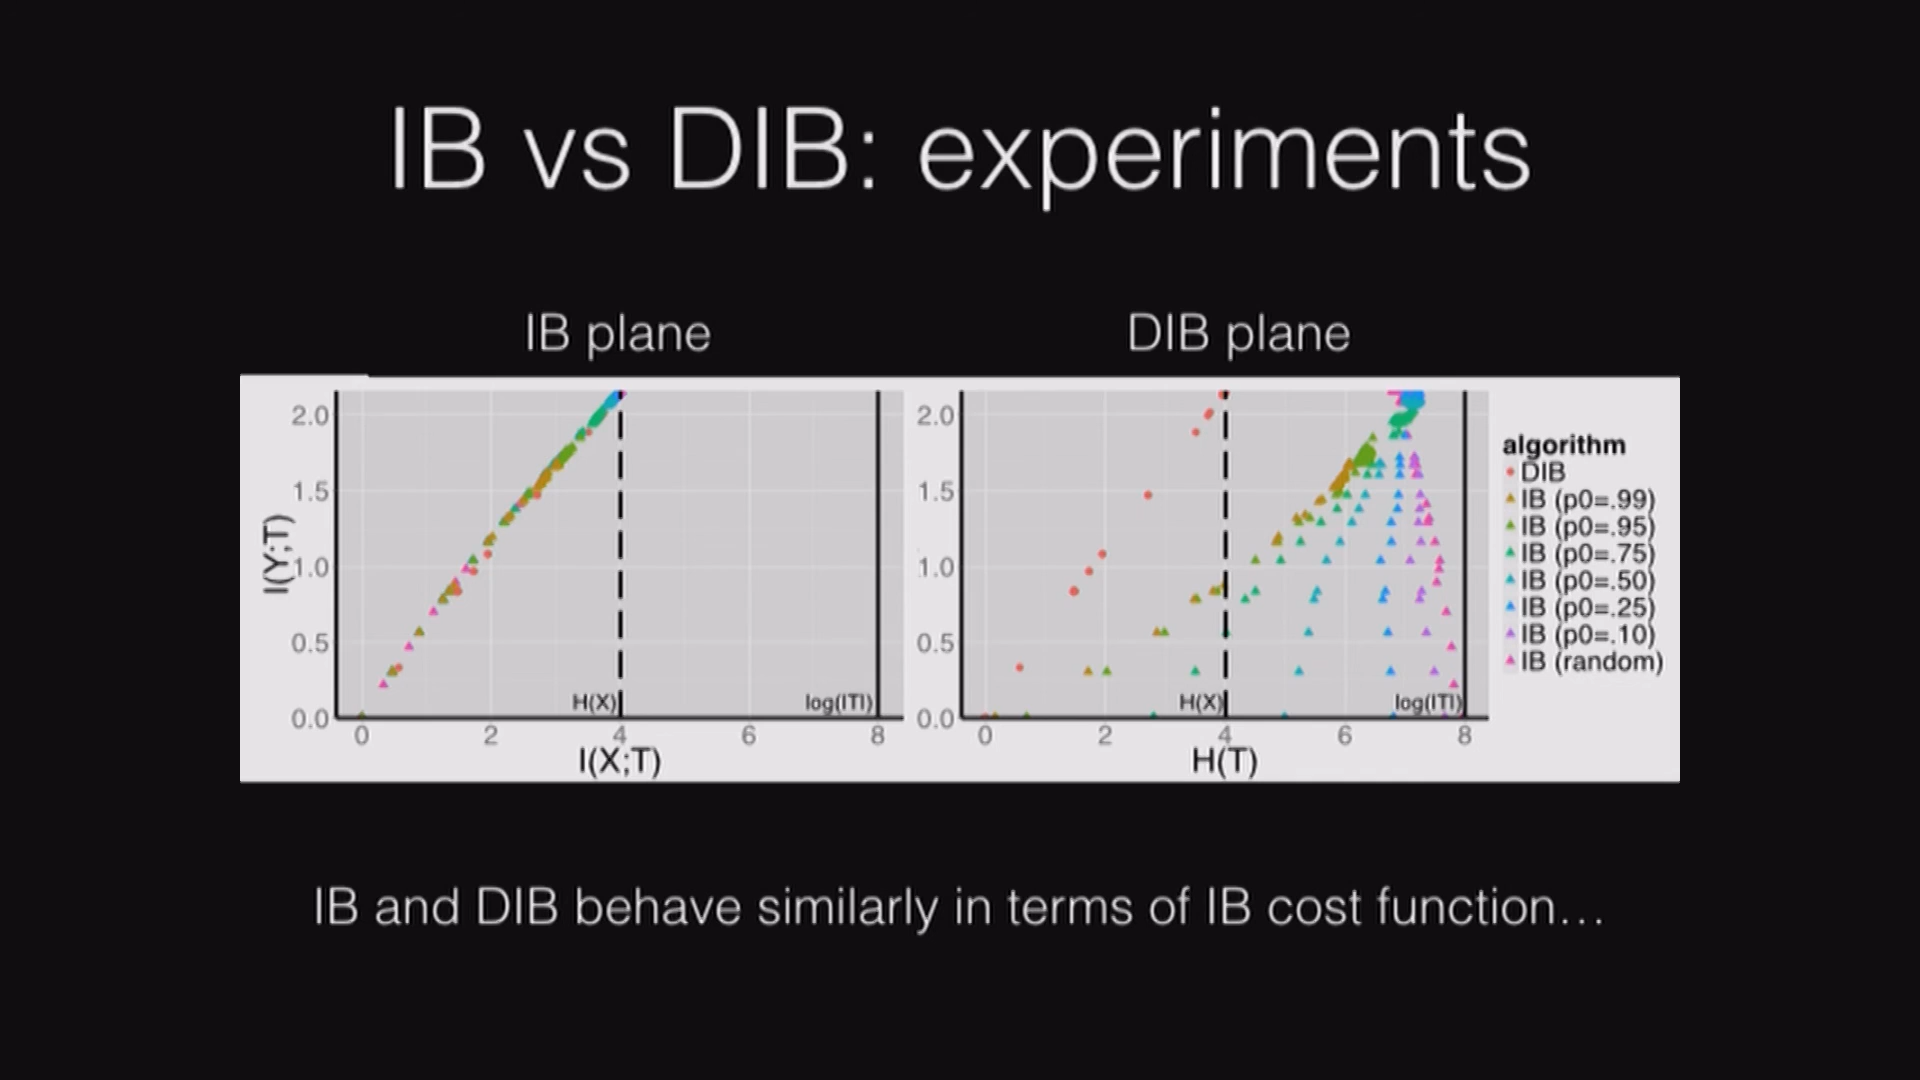 IB vs DIB: experiments
IB plane
DIB plane
I(Y;T)
2.0
1.5
1.0
0.5
0.0
H(X)
log(|T|)
0 2 4 6 8
I(X;T)
2.0
1.5
1.0
0.5
0.0
H(X)
log(|T|)
0 2 4 6 8
H(T)
algorithm
DIB
IB (p0=.99)
IB (p0=.95)
IB (p0=.75)
IB (p0=.50)
IB (p0=.25)
IB (p0=.10)
IB (random)
IB and DIB behave similarly in terms of IB cost function…